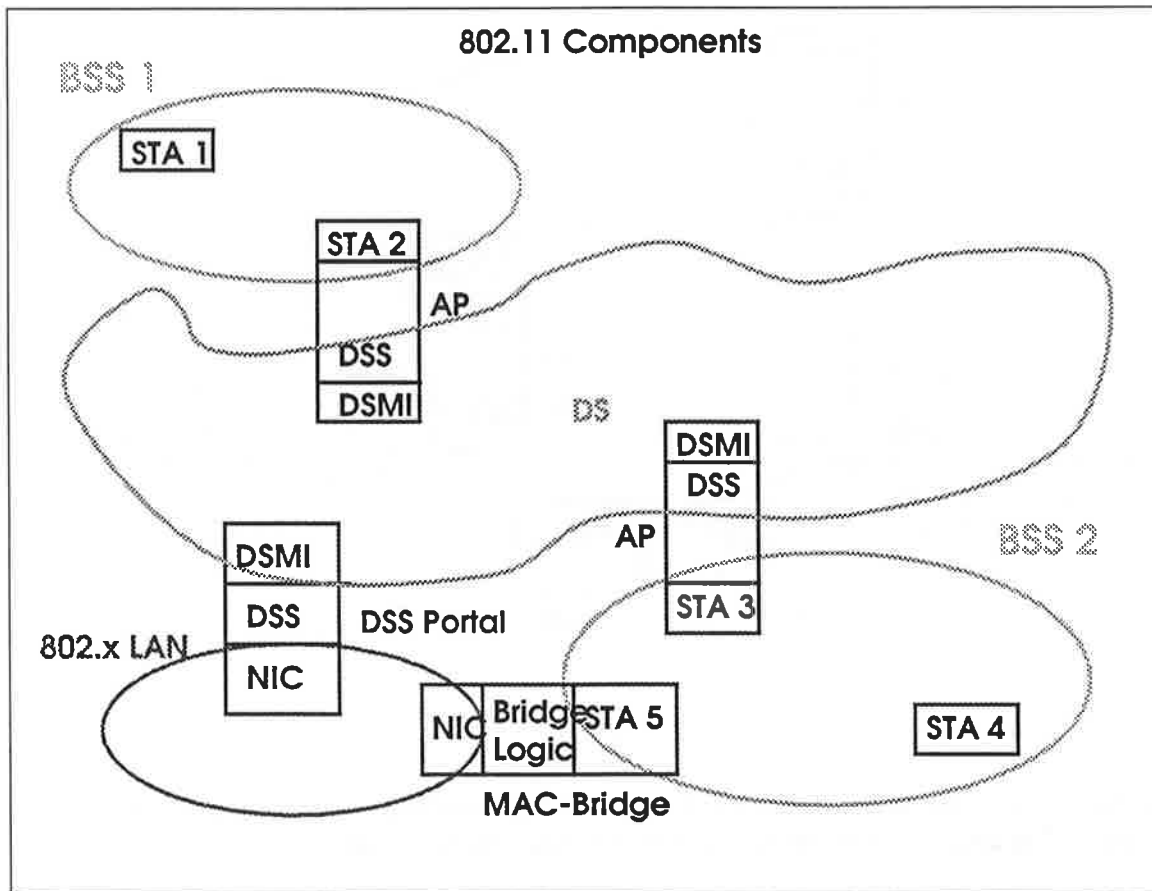 802.11 Components
BSS 1
STA 1
STA 2
AP
DSS
DSMI
DS
DSMI
DSS
AP
STA 3
BSS 2
DSMI
DSS
DSS Portal
802.x LAN
NIC
NIC
Bridge
Logic
STA 5
STA 4
MAC-Bridge